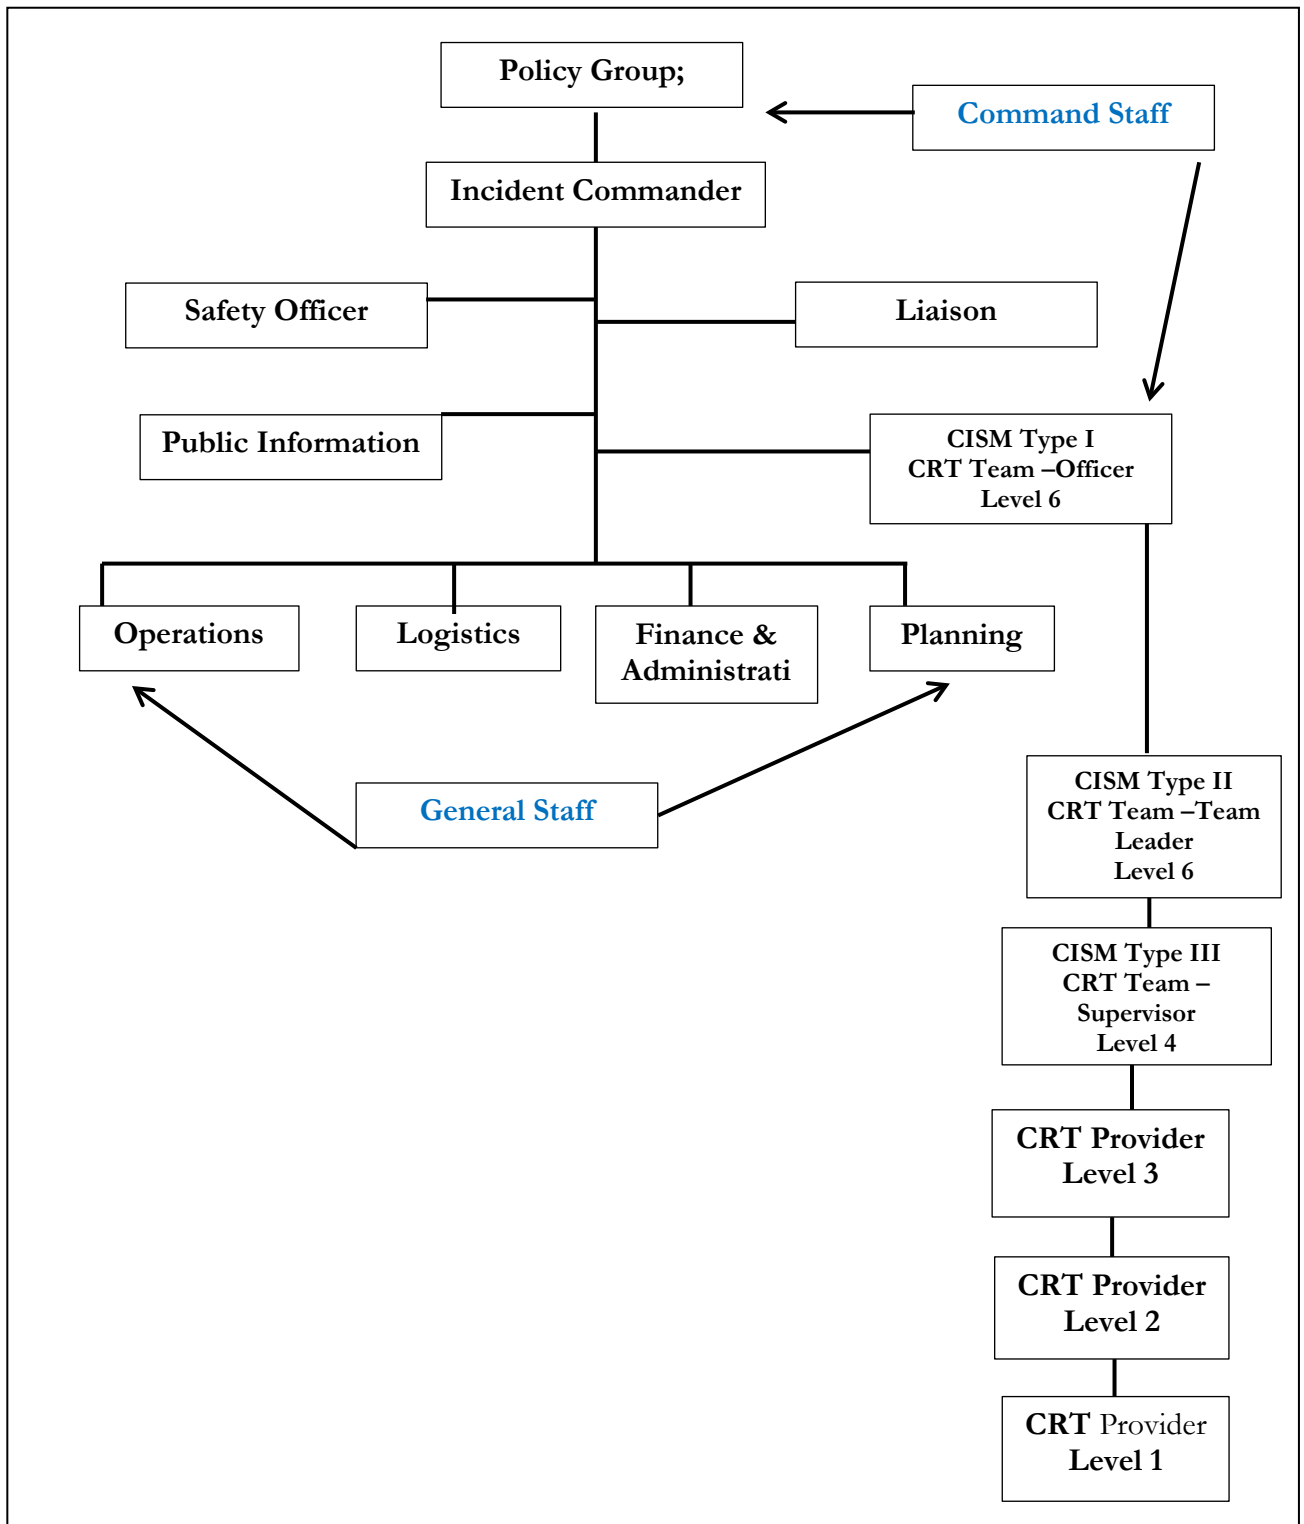 Policy Group;
Command Staff
Incident Commander
Safety Officer
Liaison
Public Information
CISM Type I
CRT Team –Officer
Level 6
Operations
Logistics
Finance &
Administrati
Planning
General Staff
CISM Type II
CRT Team –Team
Leader
Level 6
CISM Type III
CRT Team –
Supervisor
Level 4
CRT Provider
Level 3
CRT Provider
Level 2
CRT Provider
Level 1